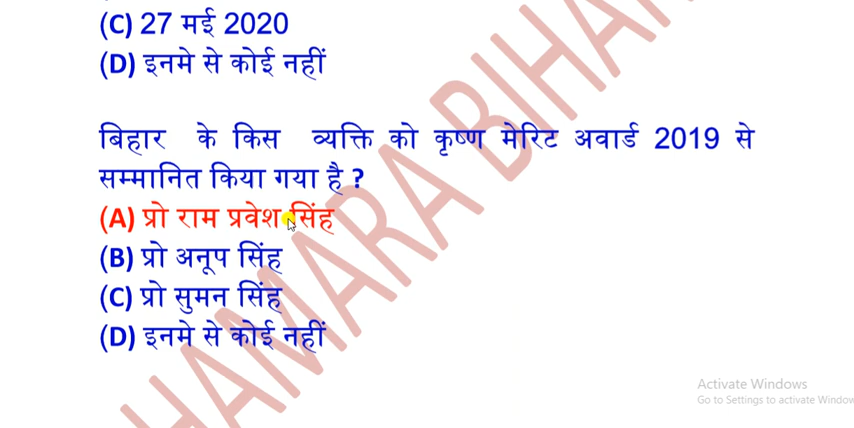 (C) 27 मई 2020
(D) इनमे से कोई नहीं
बिहार के किस व्यक्ति को कृष्ण मेरिट अवार्ड 2019 से
सम्मानित किया गया है ?
(A) प्रो राम प्रवेश सिंह
(B) प्रो अनूप सिंह
(C) प्रो सुमन सिंह
(D) इनमे से कोई नहीं
HAMARA BIHAR
Activate Windows
Go to Settings to activate Window